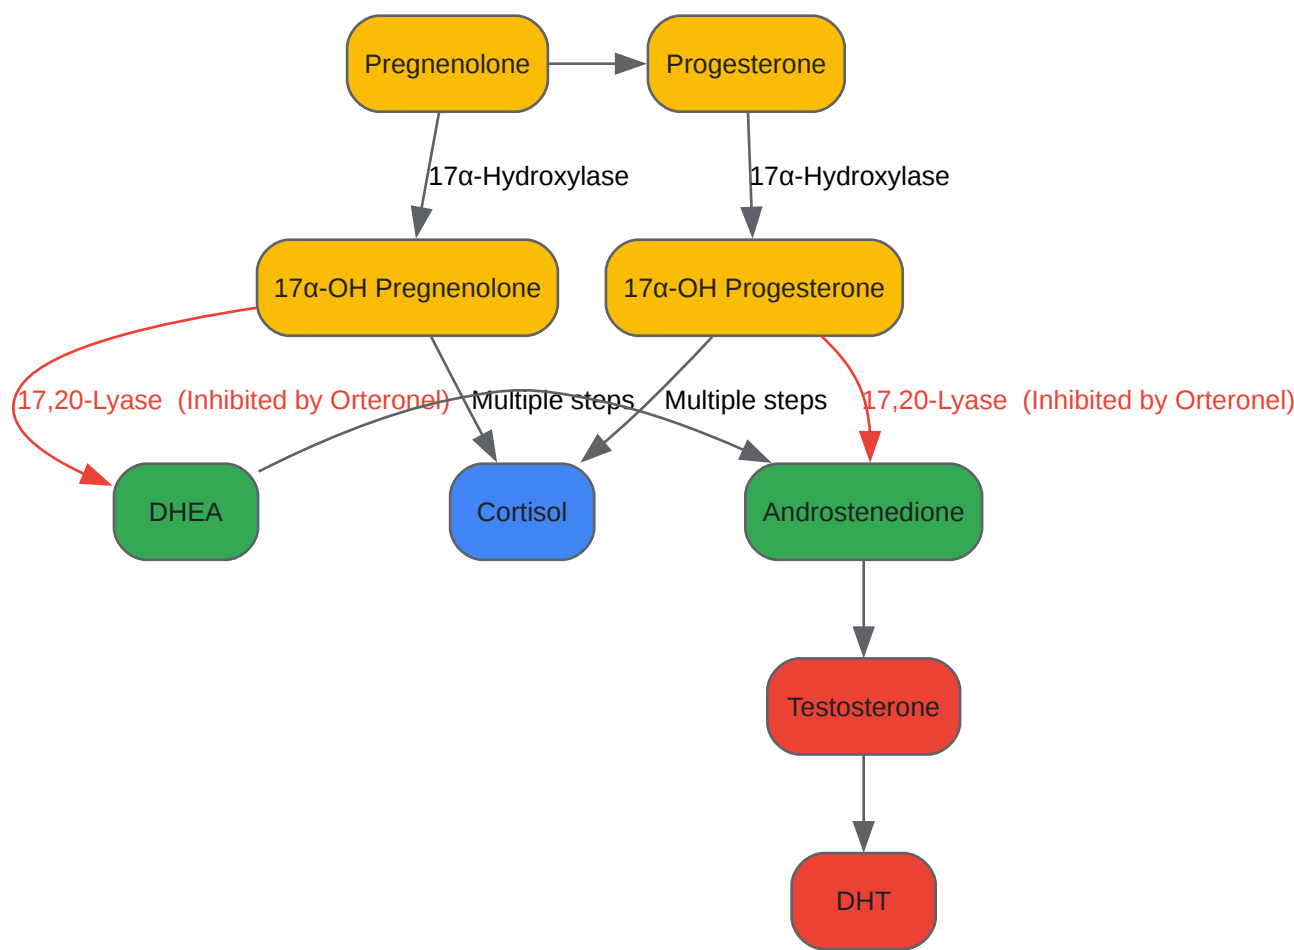 Pregnenolone
Progesterone
17α-Hydroxylase
17α-Hydroxylase
17α-OH Pregnenolone
17α-OH Progesterone
17,20-Lyase  (Inhibited by Orteronel)
Multiple steps
Multiple steps
17,20-Lyase  (Inhibited by Orteronel)
DHEA
Cortisol
Androstenedione
Testosterone
DHT